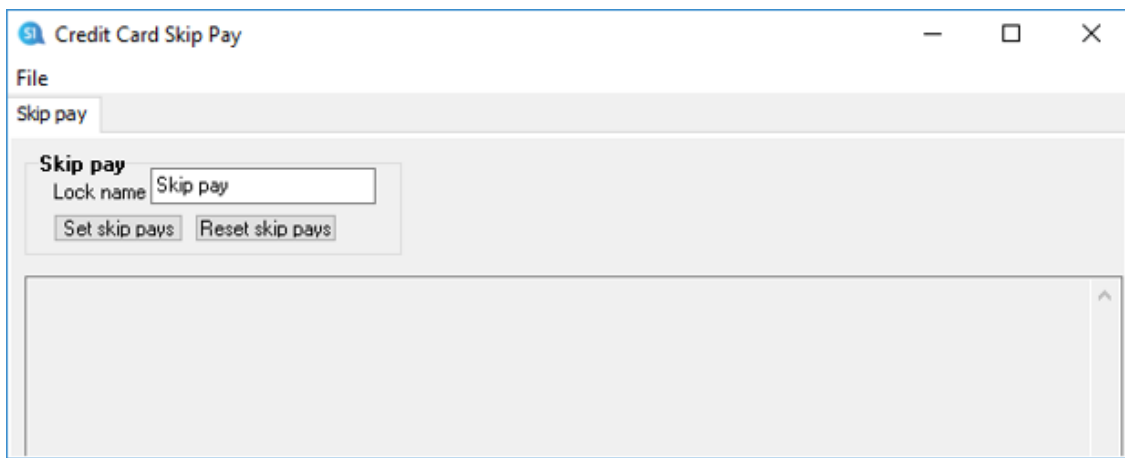 S1 Credit Card Skip Pay
File
Skip pay
Skip pay
Lock name Skip pay
Set skip pays Reset skip pays